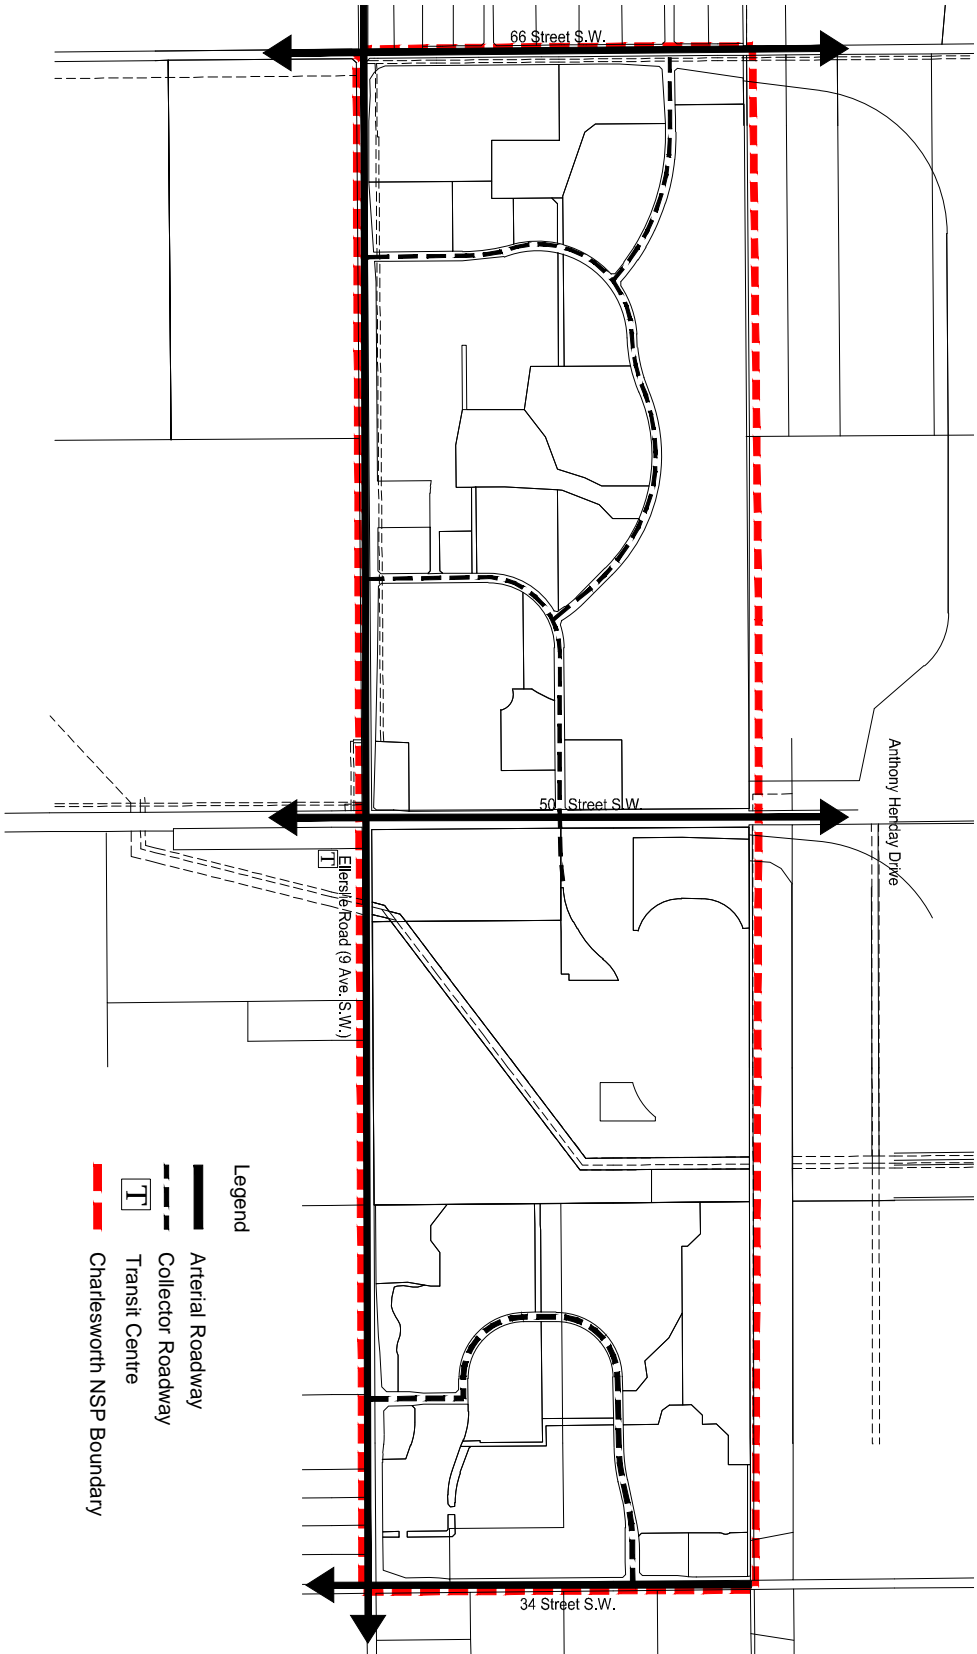 66 Street S.W.
50 Street S.W.
Anthony Henday Drive
T
Ellerslie Road (9 Ave. S.W.)
Legend
Arterial Roadway
Collector Roadway
T
Transit Centre
Charlesworth NSP Boundary
34 Street S.W.